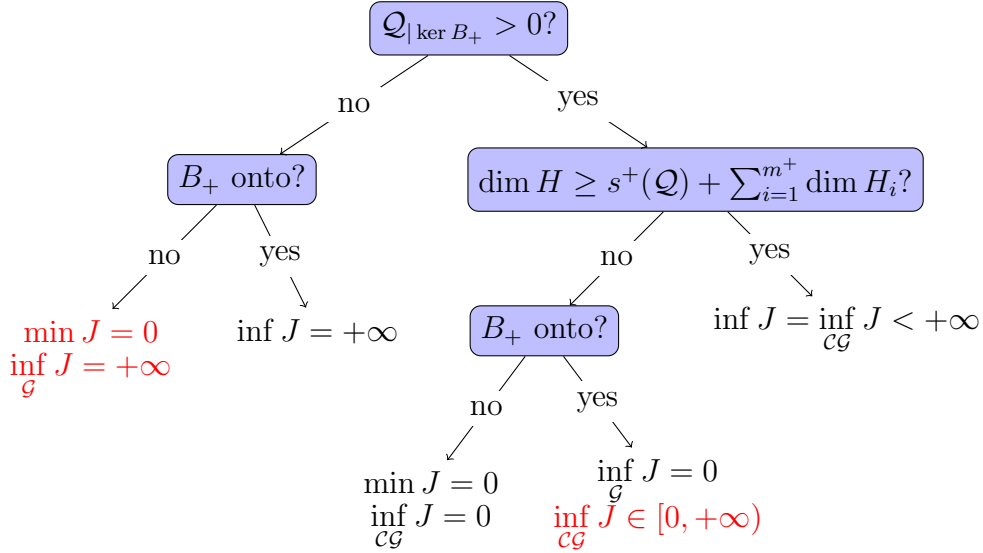 𝒬_{| ker B_+} > 0?
no
yes
B_+ onto?
dim H ≥ s^+(𝒬) + ∑_{i=1}^{m^+} dim H_i?
no
yes
no
yes
min J = 0
inf_𝒢 J = +∞
inf J = +∞
B_+ onto?
inf J = inf_{𝒞𝒢} J < +∞
no
yes
min J = 0
inf_{𝒞𝒢} J = 0
inf_𝒢 J = 0
inf_{𝒞𝒢} J ∈ [0, +∞)